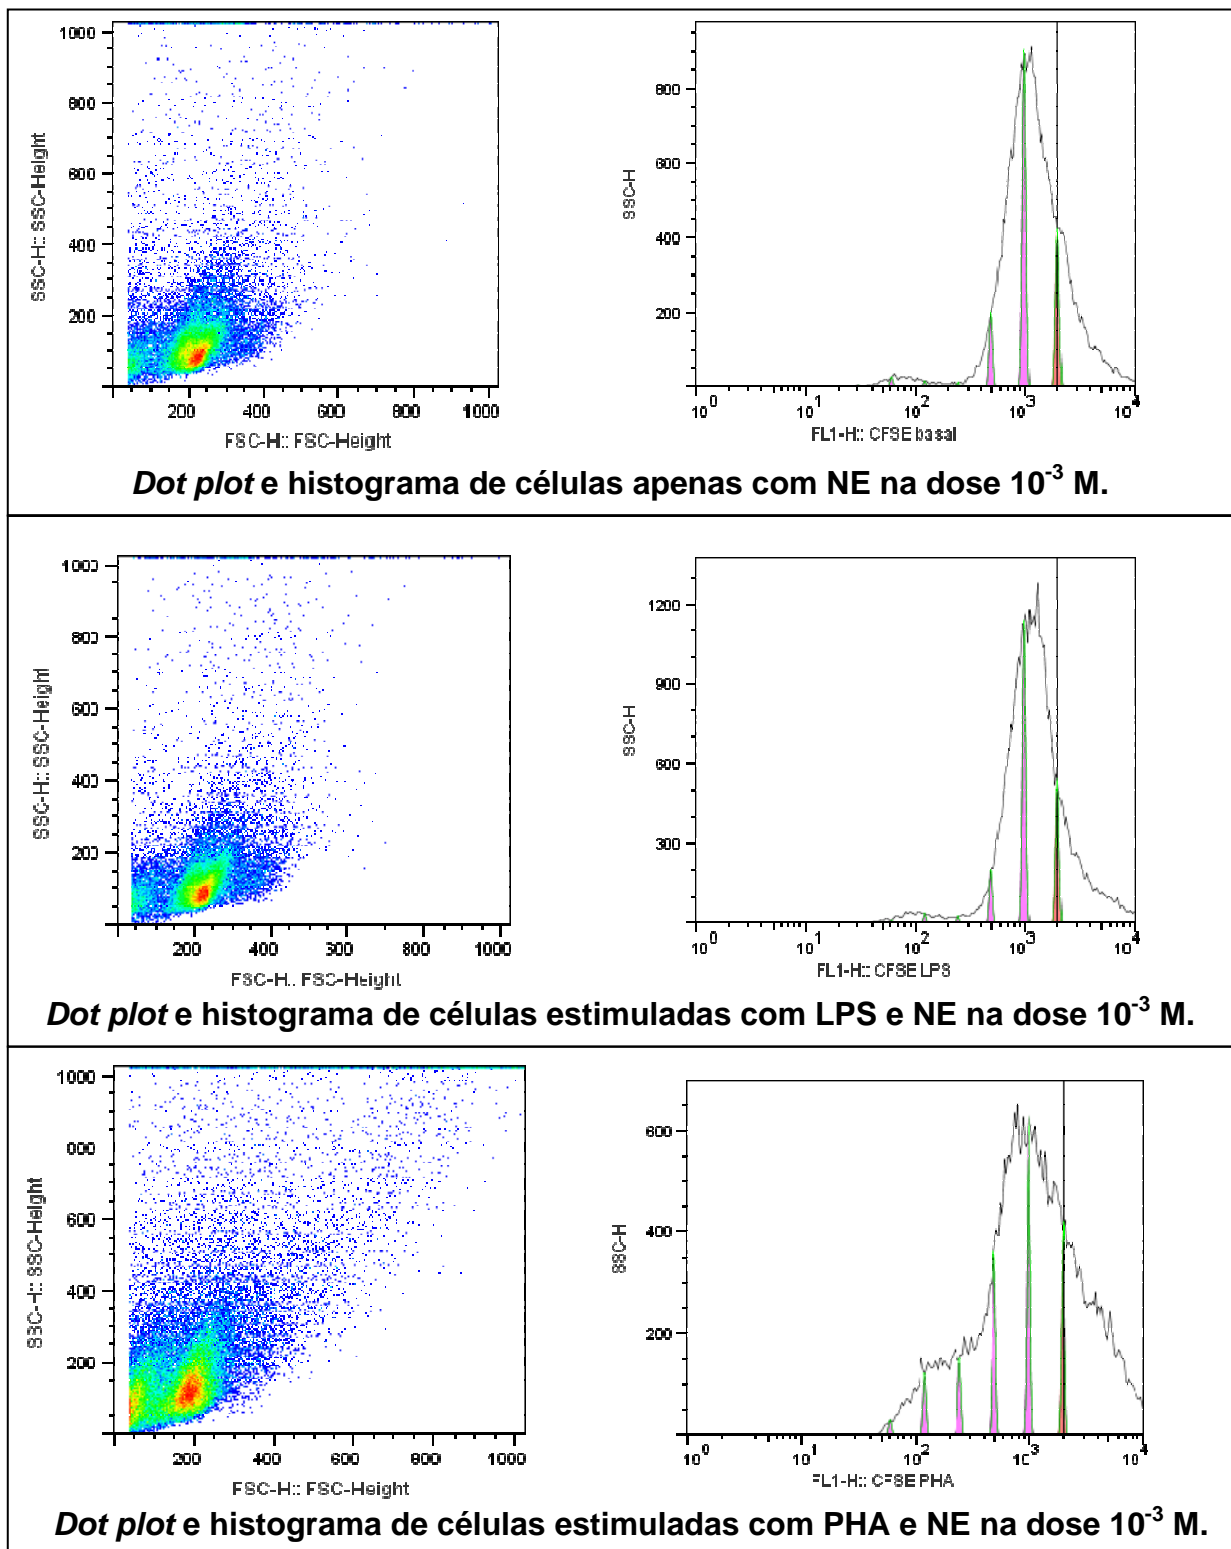 1000
800
600
400
200
SSC-H:: SSC-Height
200 400 600 800 1000
FSC-H:: FSC-Height
800
600
400
200
SSC-H
10^0 10^1 10^2 10^3 10^4
FL1-H:: CFSE basal
Dot plot e histograma de células apenas com NE na dose 10^-3 M.
1000
800
600
400
200
0
SSC-H:: SSC-Height
200 400 600 800 1000
FSC-H:: FSC-Height
1200
900
600
300
SSC-H
10^0 10^1 10^2 10^3 10^4
FL1-H:: CFSE LPS
Dot plot e histograma de células estimuladas com LPS e NE na dose 10^-3 M.
1000
800
600
400
200
0
SSC-H:: SSC-Height
200 400 600 800 1000
FSC-H:: FSC-Height
600
400
200
SSC-H
10^0 10^1 10^2 10^3 10^4
FL1-H:: CFSE PHA
Dot plot e histograma de células estimuladas com PHA e NE na dose 10^-3 M.